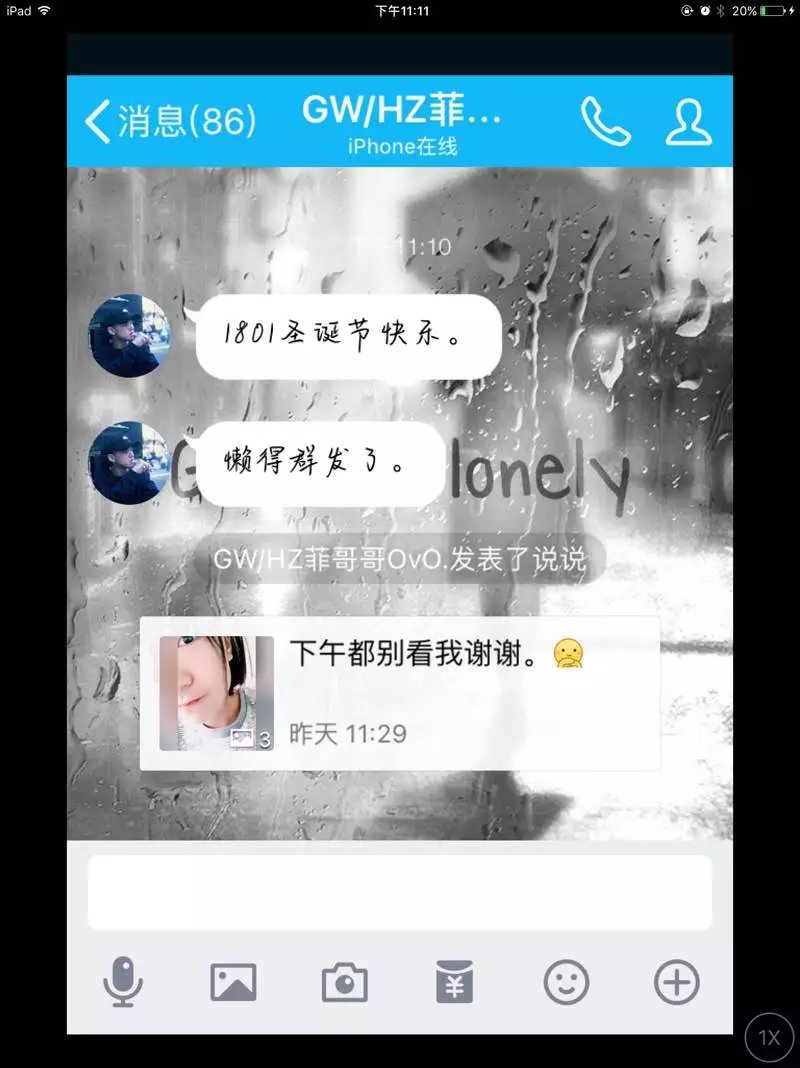 iPad 下午11:11 20%
消息(86) GW/HZ菲...
iPhone在线
11:10
1801圣诞节快乐。
懒得群发了。
lonely
GW/HZ菲哥哥OvO.发表了说说
下午都别看我谢谢。
3 昨天 11:29
1X